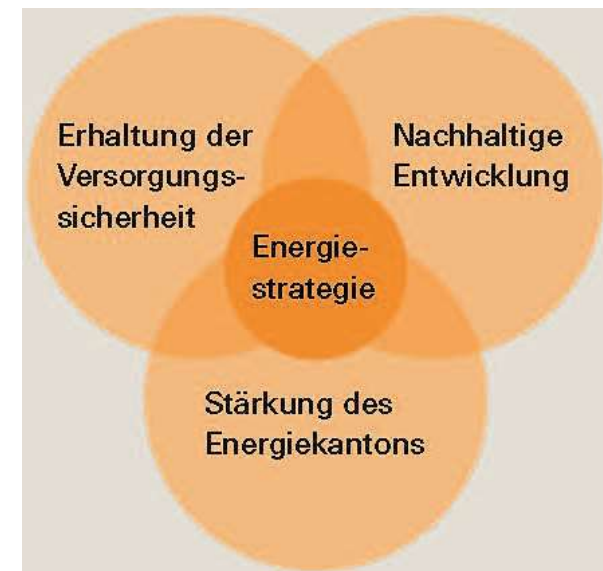 Erhaltung der
Versorgungs-
sicherheit
Nachhaltige
Entwicklung
Energie-
strategie
Stärkung des
Energiekantons